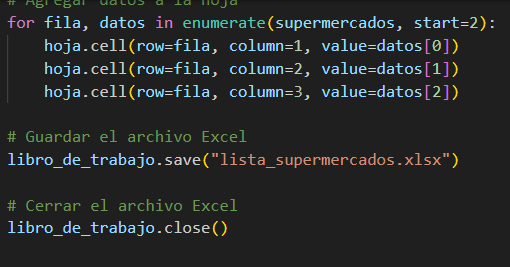 # Agregar datos a la hoja
for fila, datos in enumerate(supermercados, start=2):
    hoja.cell(row=fila, column=1, value=datos[0])
    hoja.cell(row=fila, column=2, value=datos[1])
    hoja.cell(row=fila, column=3, value=datos[2])
# Guardar el archivo Excel
libro_de_trabajo.save("lista_supermercados.xlsx")
# Cerrar el archivo Excel
libro_de_trabajo.close()